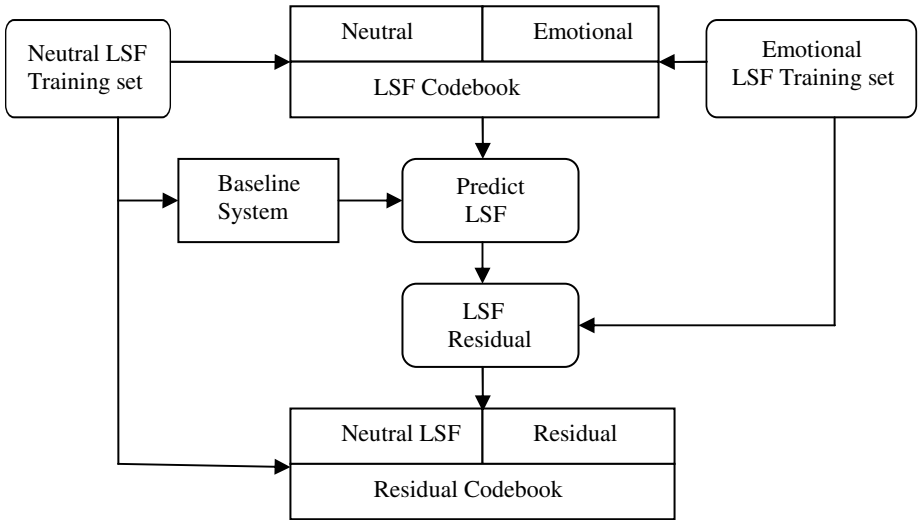 Neutral LSF
Training set
Neutral
Emotional
LSF Codebook
Emotional
LSF Training set
Baseline
System
Predict
LSF
LSF
Residual
Neutral LSF
Residual
Residual Codebook